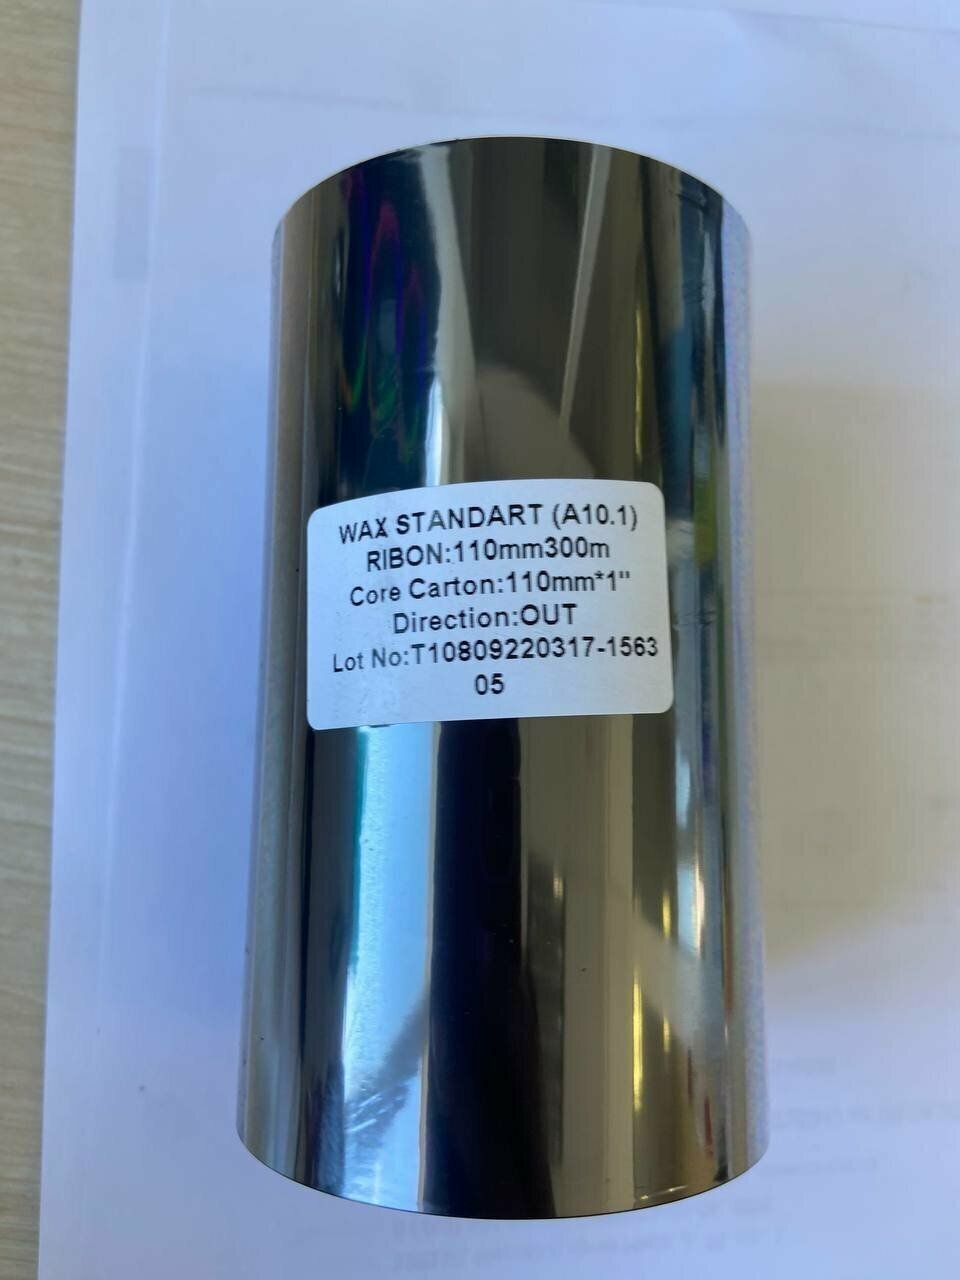 WAX STANDART (A10.1)
RIBON:110mm300m
Core Carton:110mm*1"
Direction:OUT
Lot No:T10809220317-1563
05